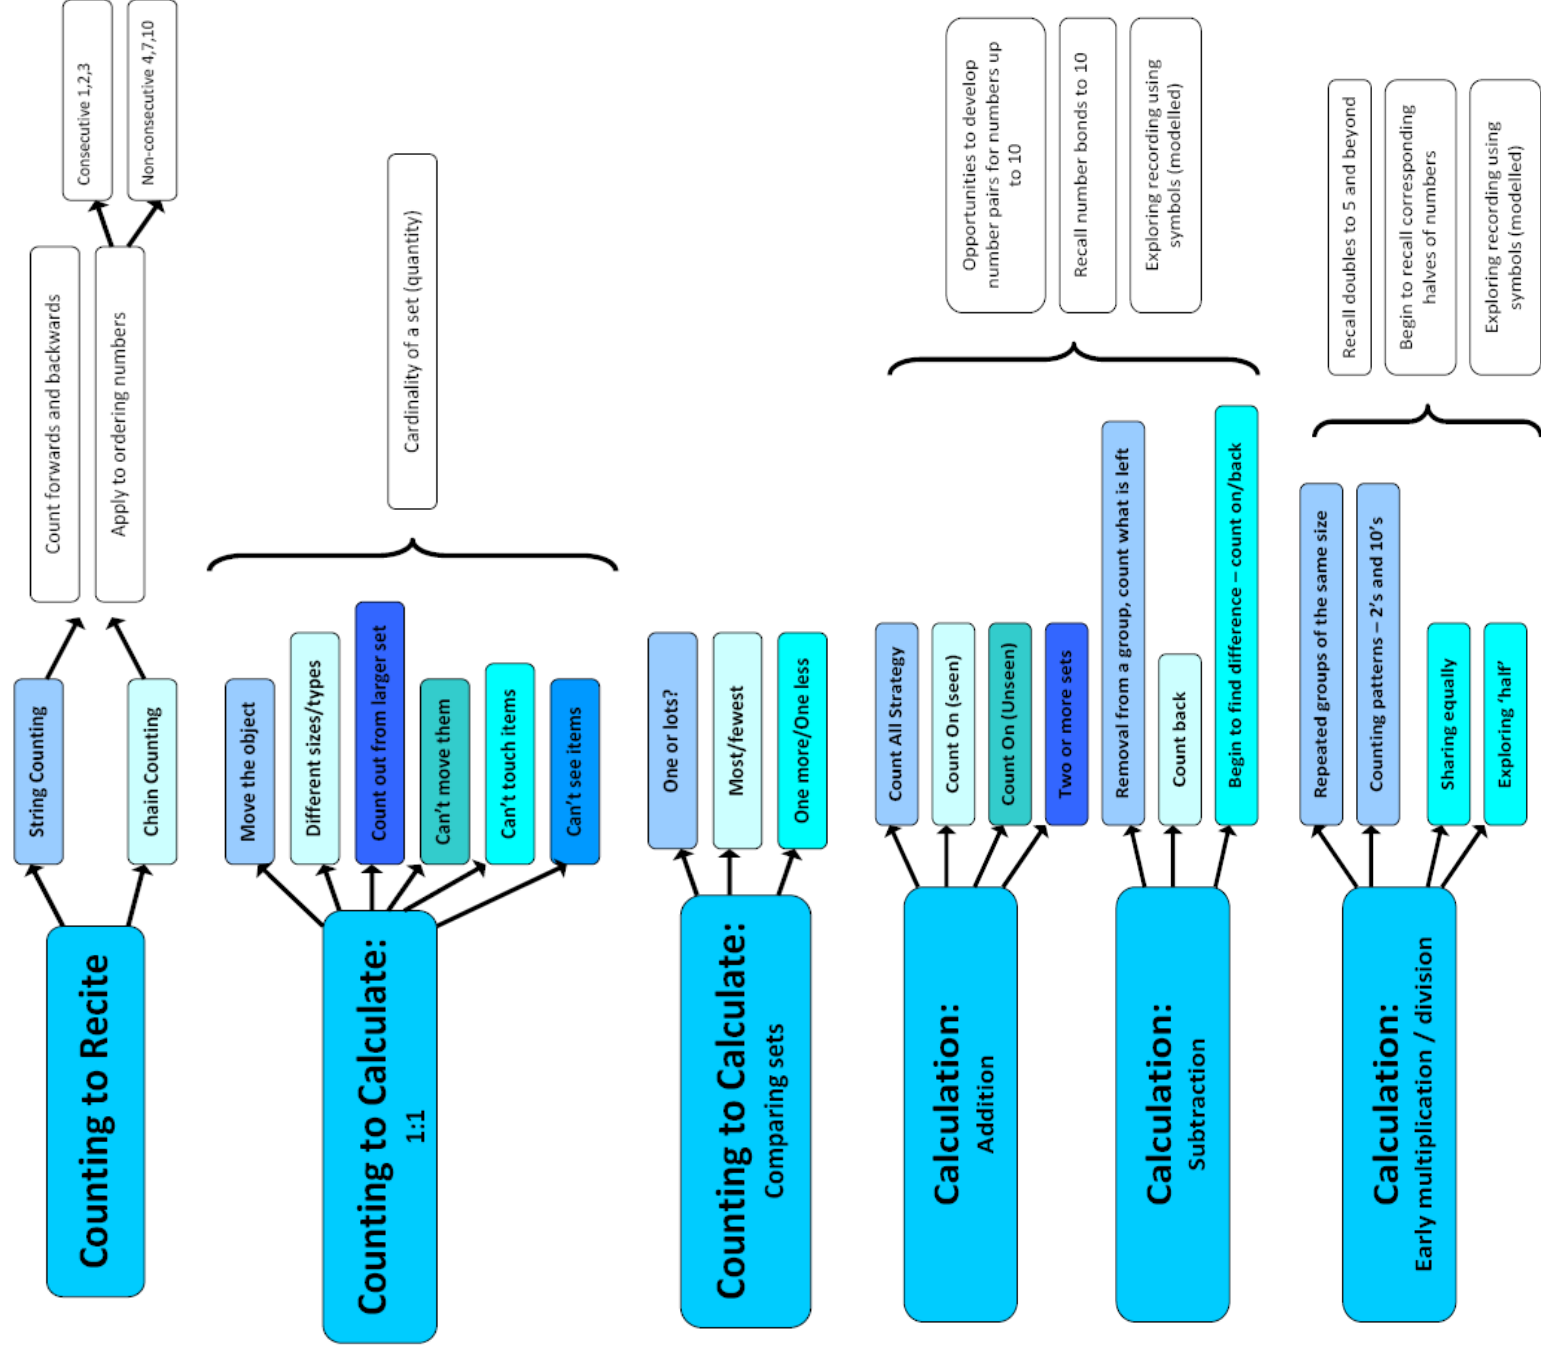 Counting to Recite
String Counting
Chain Counting
Count forwards and backwards
Apply to ordering numbers
Consecutive 1,2,3
Non-consecutive 4,7,10
Counting to Calculate:
1:1
Move the object
Different sizes/types
Count out from larger set
Can't move them
Can't touch items
Can't see items
Cardinality of a set (quantity)
Counting to Calculate:
Comparing sets
One or lots?
Most/fewest
One more/One less
Calculation:
Addition
Count All Strategy
Count On (seen)
Count On (Unseen)
Two or more sets
Calculation:
Subtraction
Removal from a group, count what is left
Count back
Begin to find difference – count on/back
Opportunities to develop
number pairs for numbers up
to 10
Recall number bonds to 10
Exploring recording using
symbols (modelled)
Calculation:
Early multiplication / division
Repeated groups of the same size
Counting patterns – 2's and 10's
Sharing equally
Exploring 'half'
Recall doubles to 5 and beyond
Begin to recall corresponding
halves of numbers
Exploring recording using
symbols (modelled)